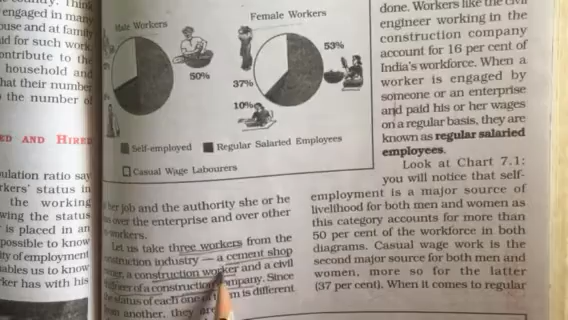 country. Think
engaged in many
use and at family
id for such work.
ontribute to the
household and
hat their number
the number of
ED AND HIRED
ulation ratio say
rkers' status in
the working
wing the status
is placed in an
possible to know
ity of employment
ables us to know
ker has with his
Male Workers
Female Workers
50%
53%
37%
10%
Self-employed
Regular Salaried Employees
Casual Wage Labourers
her job and the authority she or he
over the enterprise and over other
workers.
Let us take three workers from the
construction industry — a cement shop
owner, a construction worker and a civil
engineer of a construction company. Since
the status of each one of them is different
from another, they are
done. Workers like the civil
engineer working in the
construction company
account for 16 per cent of
India's workforce. When a
worker is engaged by
someone or an enterprise
and paid his or her wages
on a regular basis, they are
known as regular salaried
employees.
Look at Chart 7.1:
you will notice that self-
employment is a major source of
livelihood for both men and women as
this category accounts for more than
50 per cent of the workforce in both
diagrams. Casual wage work is the
second major source for both men and
women, more so for the latter
(37 per cent). When it comes to regular